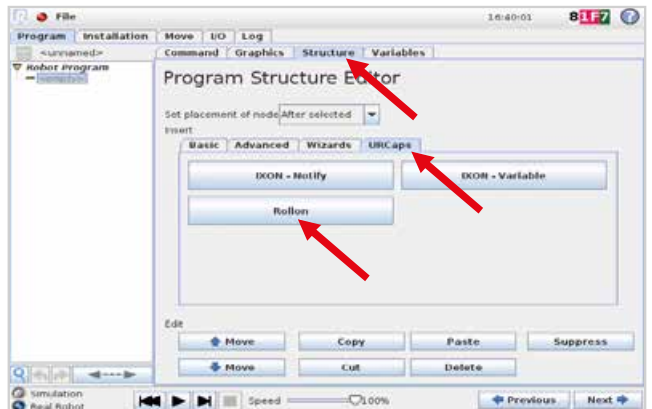 File 16:40:01 81F7
Program Installation Move I/O Log
<unnamed> Command Graphics Structure Variables
Robot Program
<empty>
Program Structure Editor
Set placement of node After selected
Insert
Basic Advanced Wizards URCaps
IXON - Notify IXON - Variable
Rollon
Edit
Move Copy Paste Suppress
Move Cut Delete
Simulation
Real Robot Speed 100% Previous Next